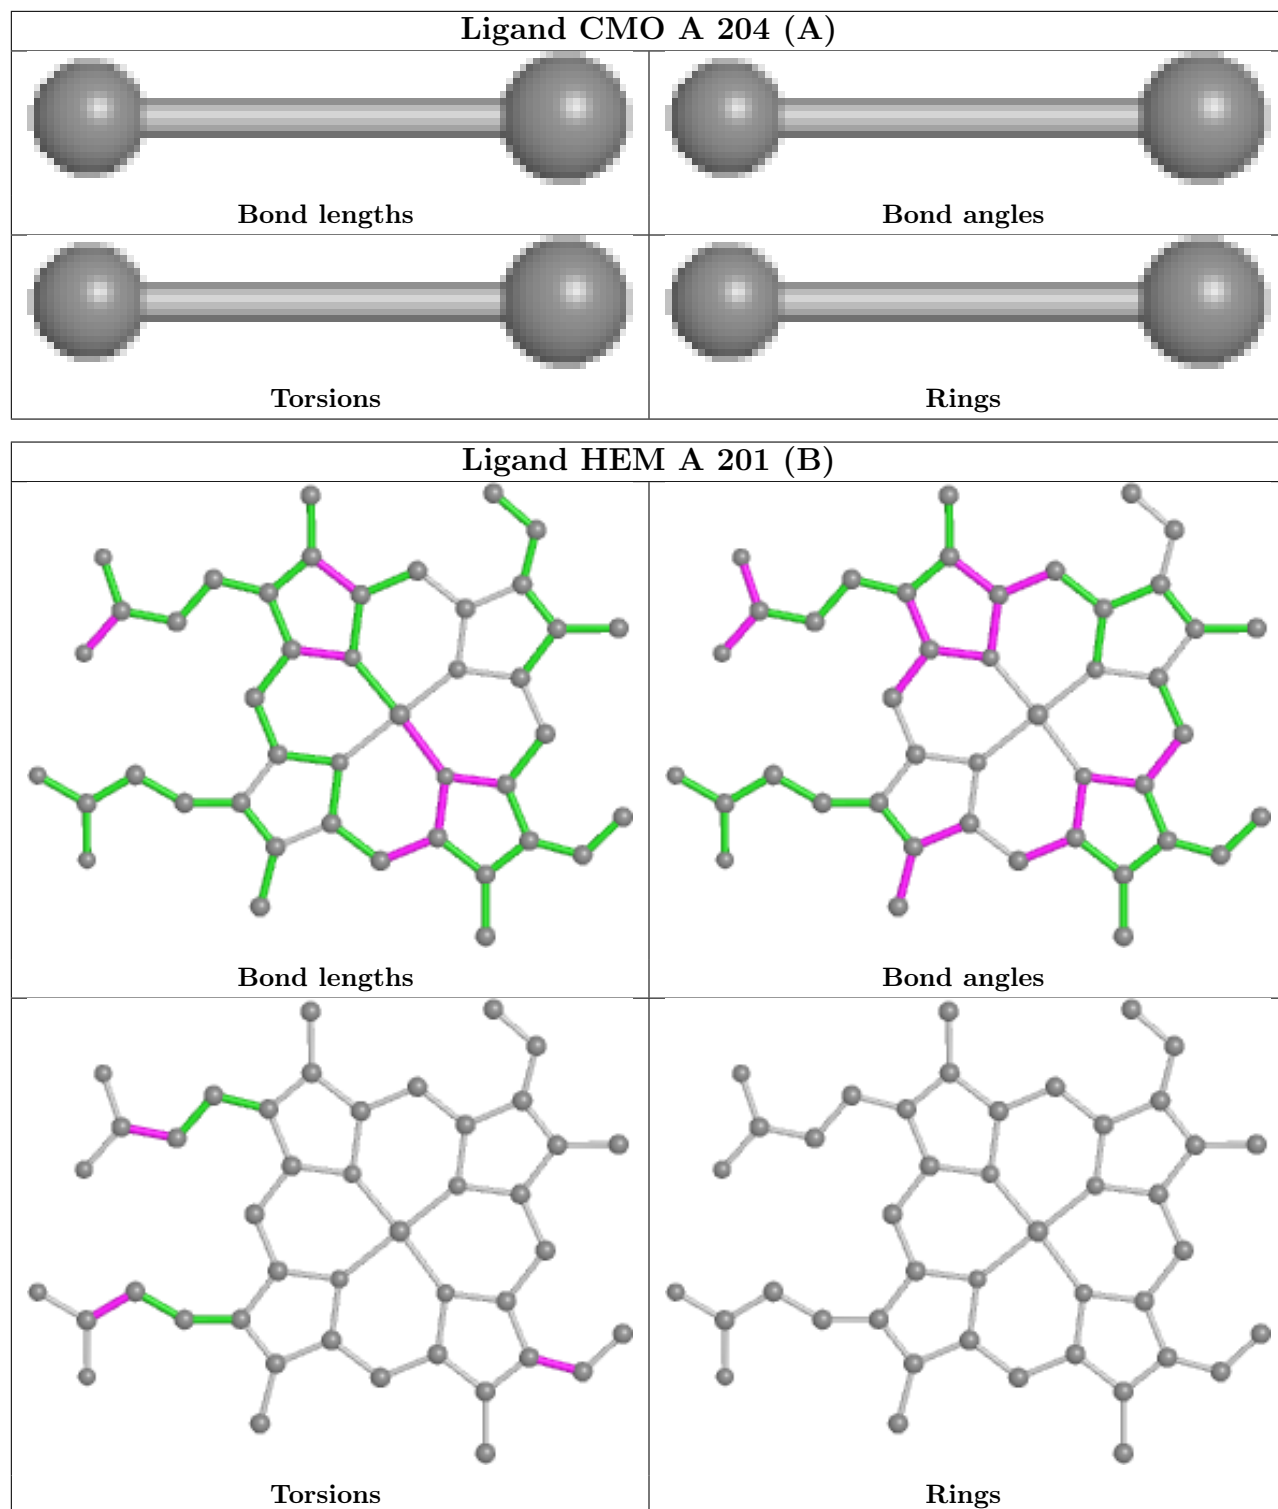 Ligand CMO A 204 (A)
Bond lengths
Bond angles
Torsions
Rings
Ligand HEM A 201 (B)
Bond lengths
Bond angles
Torsions
Rings